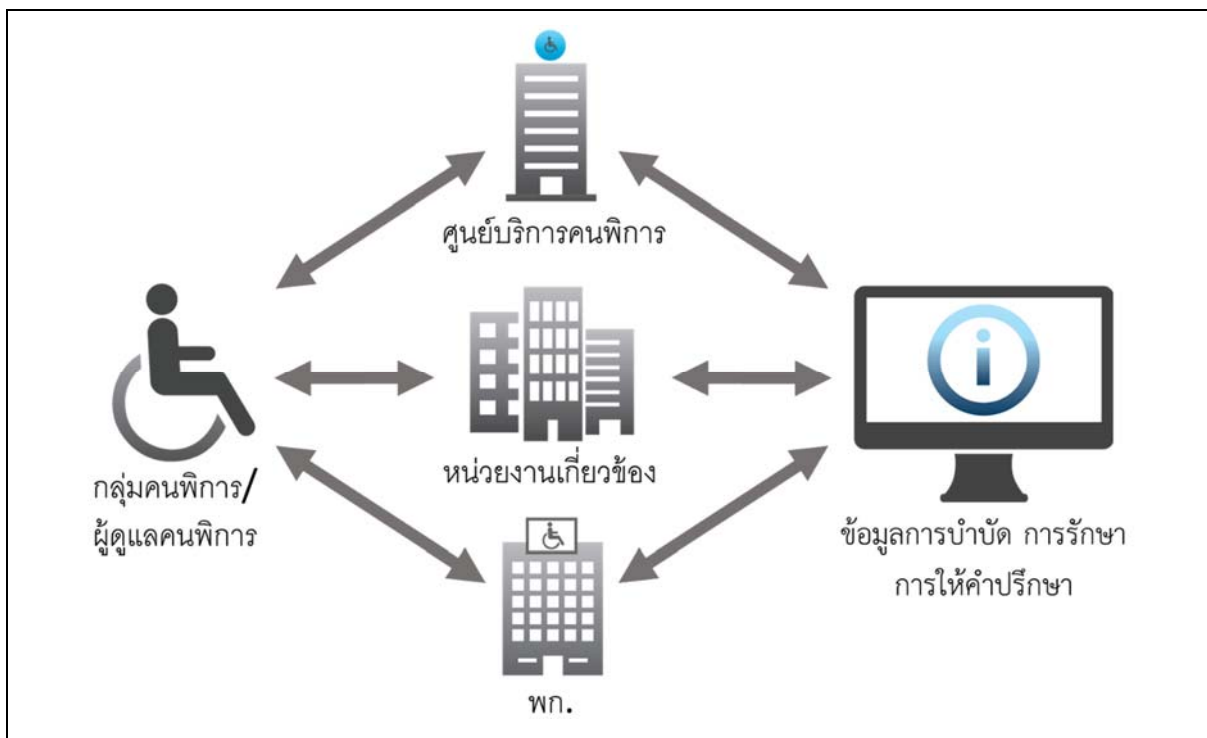 ศูนย์บริการคนพิการ
กลุ่มคนพิการ/
ผู้ดูแลคนพิการ
หน่วยงานเกี่ยวข้อง
พก.
i
ข้อมูลการบำบัด การรักษา
การให้คำปรึกษา